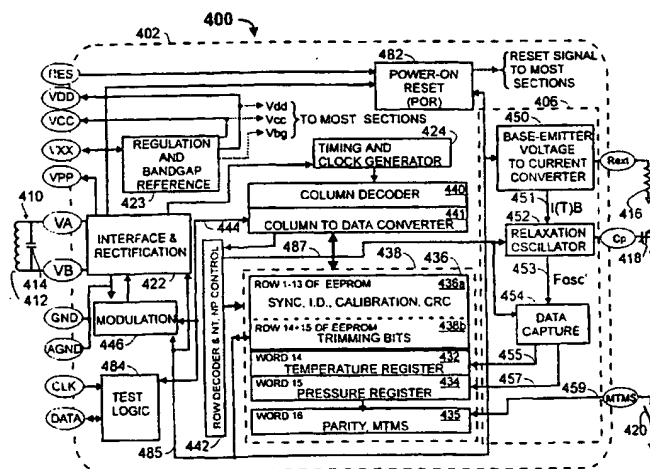 400
402
482
RES
POWER-ON
RESET
(POR)
RESET SIGNAL
TO MOST
SECTIONS
VDD
VCC
VXX
VPP
Vdd
Vcc
Vbg
TO MOST SECTIONS
REGULATION AND
BANDGAP
REFERENCE
423
424
TIMING AND
CLOCK GENERATOR
406
450
BASE-EMITTER
VOLTAGE
TO CURRENT
CONVERTER
Rext
416
410
VA
VB
414
412
INTERFACE &
RECTIFICATION
422
444
COLUMN DECODER
440
COLUMN TO DATA CONVERTER
441
451
I(T)B
452
RELAXATION
OSCILLATOR
Cp
418
487
438
436
453
Fosc'
ROW 1-13 OF EEPROM
436a
SYNC, I.D., CALIBRATION, CRC
ROW 14+15 OF EEPROM
438b
TRIMMING BITS
454
DATA
CAPTURE
GND
AGND
MODULATION
446
ROW DECODER & NT, NP CONTROL
442
WORD 14
432
TEMPERATURE REGISTER
455
WORD 15
434
PRESSURE REGISTER
457
WORD 16
435
PARITY, MTMS
459
MTMS
420
CLK
DATA
484
TEST
LOGIC
485